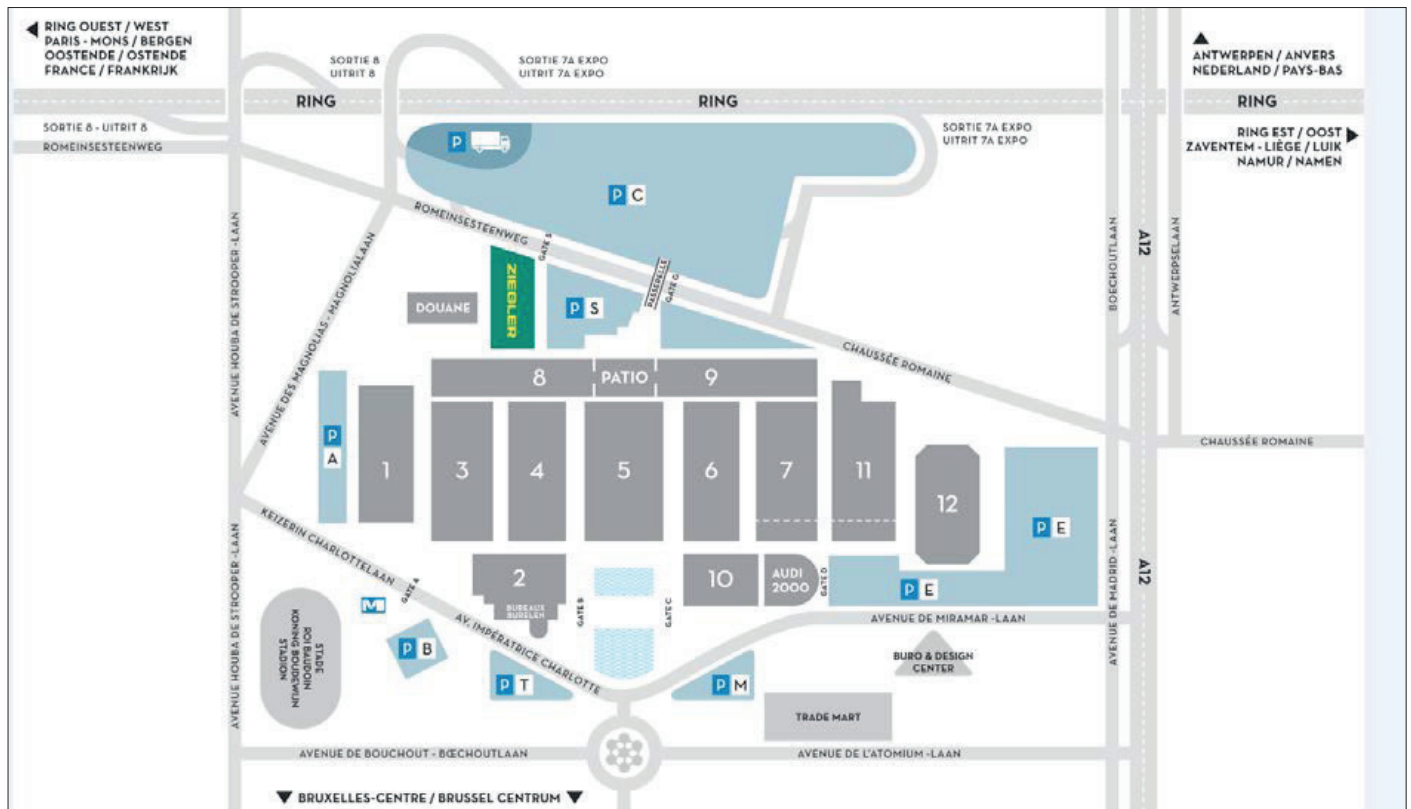 RING OUEST / WEST
PARIS - MONS / BERGEN
OOSTENDE / OSTENDE
FRANCE / FRANKRIJK
SORTIE 8
UITRIT 8
SORTIE 7A EXPO
UITRIT 7A EXPO
ANTWERPEN / ANVERS
NEDERLAND / PAYS-BAS
RING
RING
RING
SORTIE 8 - UITRIT 8
ROMEINSESTEENWEG
SORTIE 7A EXPO
UITRIT 7A EXPO
RING EST / OOST
ZAVENTEM - LIÈGE / LUIK
NAMUR / NAMEN
P
P C
ROMEINSESTEENWEG
GATE S
PASSERELLE
GATE G
AVENUE HOUBA DE STROOPER -LAAN
AVENUE DES MAGNOLIAS - MAGNOLIALAAN
BOECHOUTLAAN
A12
ANTWERPSELAAN
DOUANE
ZIEGLER
P S
CHAUSSÉE ROMAINE
8
PATIO
9
P
A
1
3
4
5
6
7
11
12
CHAUSSÉE ROMAINE
KEIZERIN CHARLOTTELAAN
P E
2
BUREAUX
BURELEN
GATE A
GATE B
GATE C
10
AUDI
2000
GATE D
P E
A12
AVENUE HOUBA DE STROOPER -LAAN
AVENUE DE MADRID -LAAN
M
AVENUE DE MIRAMAR -LAAN
STADE
ROI BAUDOIN
KONING BOUDEWIJN
STADION
P B
AV. IMPÉRATRICE CHARLOTTE
BURO & DESIGN
CENTER
P T
P M
TRADE MART
AVENUE DE BOUCHOUT - BŒCHOUTLAAN
AVENUE DE L'ATOMIUM -LAAN
BRUXELLES-CENTRE / BRUSSEL CENTRUM